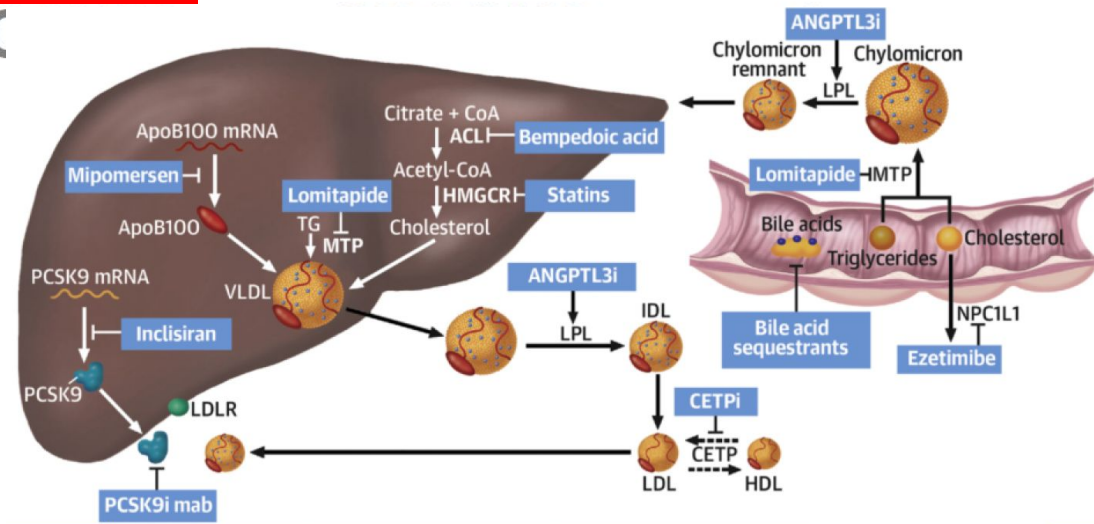 ANGPTL3i
Chylomicron
remnant
Chylomicron
LPL
Citrate + CoA
ACL
Bempedoic acid
ApoB100 mRNA
Mipomersen
Acetyl-CoA
HMGCR
Statins
Lomitapide
TG
MTP
Cholesterol
ApoB100
Lomitapide
MTP
Bile acids
Triglycerides
Cholesterol
PCSK9 mRNA
VLDL
ANGPTL3i
LPL
IDL
NPC1L1
Inclisiran
Bile acid
sequestrants
Ezetimibe
PCSK9
LDLR
CETPi
CETP
LDL
HDL
PCSK9i mab